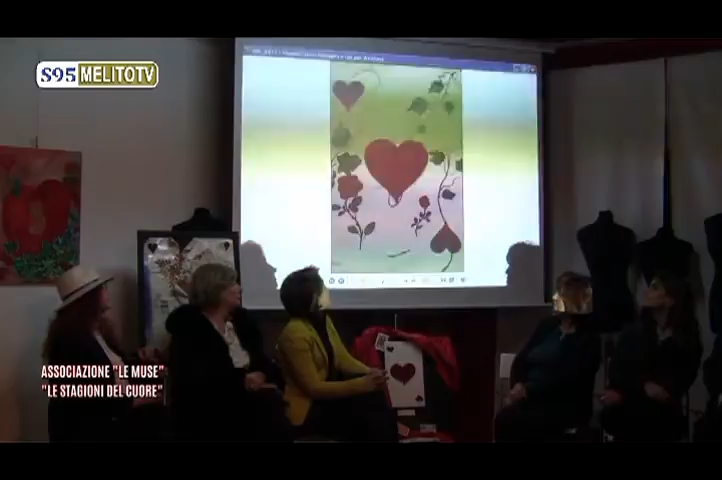 S95 MELITOTV
ASSOCIAZIONE "LE MUSE"
"LE STAGIONI DEL CUORE"